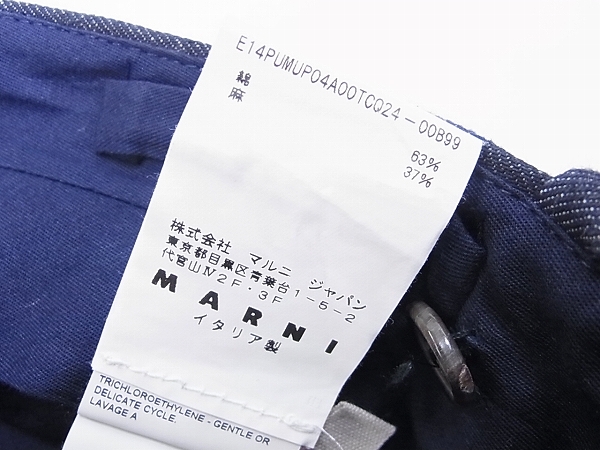 E14PUMUP04A00TCQ24-00B99
綿 63%
麻 37%
株式会社 マルニ ジャパン
東京都目黒区青葉台1-5-2
代官山Ⅳ2F・3F
MARNI
イタリア製
TRICHLOROETHYLENE - GENTLE OR
DELICATE CYCLE.
LAVAGE A